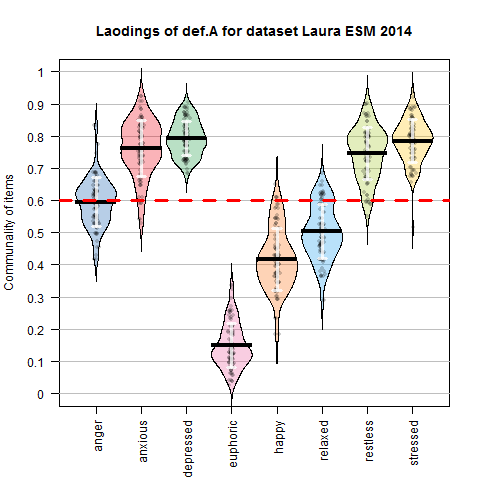 Laodings of def.A for dataset Laura ESM 2014
Communality of items
1
0.9
0.8
0.7
0.6
0.5
0.4
0.3
0.2
0.1
0
anger
anxious
depressed
euphoric
happy
relaxed
restless
stressed